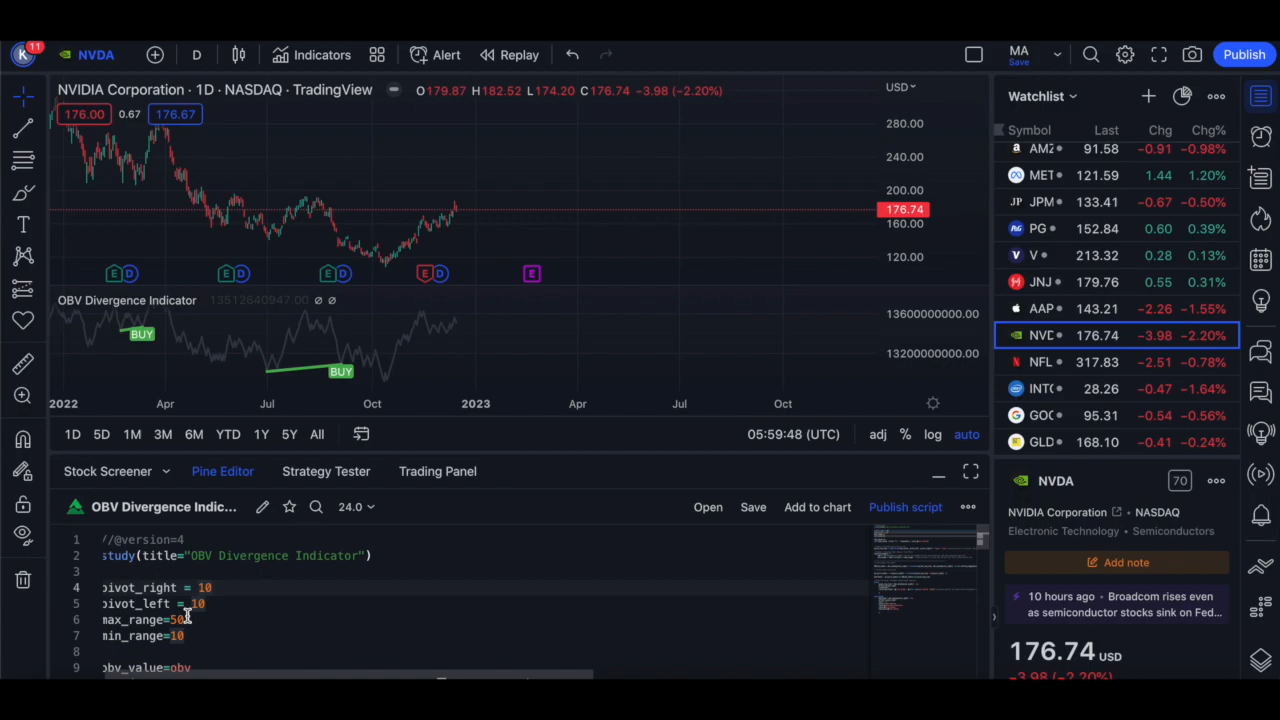 K 11 NVDA D Indicators Alert Replay MA Save Publish
NVIDIA Corporation · 1D · NASDAQ · TradingView O179.87 H182.52 L174.20 C176.74 −3.98 (−2.20%)
176.00 0.67 176.67
USD
280.00
240.00
200.00
176.74
160.00
120.00
E D E D E D E D E
OBV Divergence Indicator 13512640947.00 ∅ ∅
BUY
BUY
13600000000.00
13200000000.00
2022 Apr Jul Oct 2023 Apr Jul Oct
1D 5D 1M 3M 6M YTD 1Y 5Y All 05:59:48 (UTC) adj % log auto
Stock Screener Pine Editor Strategy Tester Trading Panel
OBV Divergence Indic... 24.0 Open Save Add to chart Publish script
1 //@version=4
2 study(title="OBV Divergence Indicator")
3
4 pivot_right = 10
5 pivot_left = 10
6 max_range=50
7 min_range=10
8
9 obv_value=obv
Watchlist
Symbol Last Chg Chg%
AMZ 91.58 −0.91 −0.98%
MET 121.59 1.44 1.20%
JP JPM 133.41 −0.67 −0.50%
PG 152.84 0.60 0.39%
V V 213.32 0.28 0.13%
JNJ 179.76 0.55 0.31%
AAP 143.21 −2.26 −1.55%
NVD 176.74 −3.98 −2.20%
N NFL 317.83 −2.51 −0.78%
INTC 28.26 −0.47 −1.64%
G GOO 95.31 −0.54 −0.56%
GLD 168.10 −0.41 −0.24%
NVDA 70
NVIDIA Corporation • NASDAQ
Electronic Technology • Semiconductors
Add note
10 hours ago • Broadcom rises even
as semiconductor stocks sink on Fed...
176.74 USD
−3.98 (−2.20%)